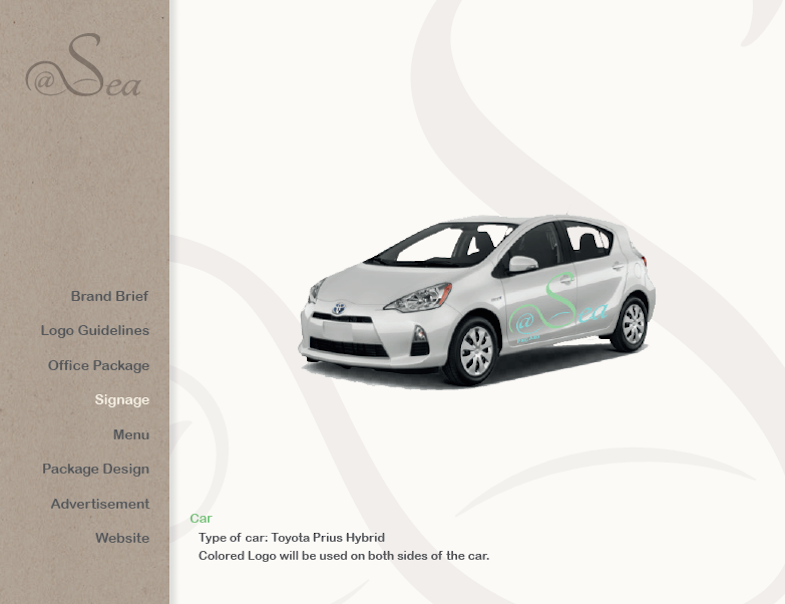 @Sea
Brand Brief
Logo Guidelines
Office Package
Signage
Menu
Package Design
Advertisement
Website
@Sea
Car
Type of car: Toyota Prius Hybrid
Colored Logo will be used on both sides of the car.